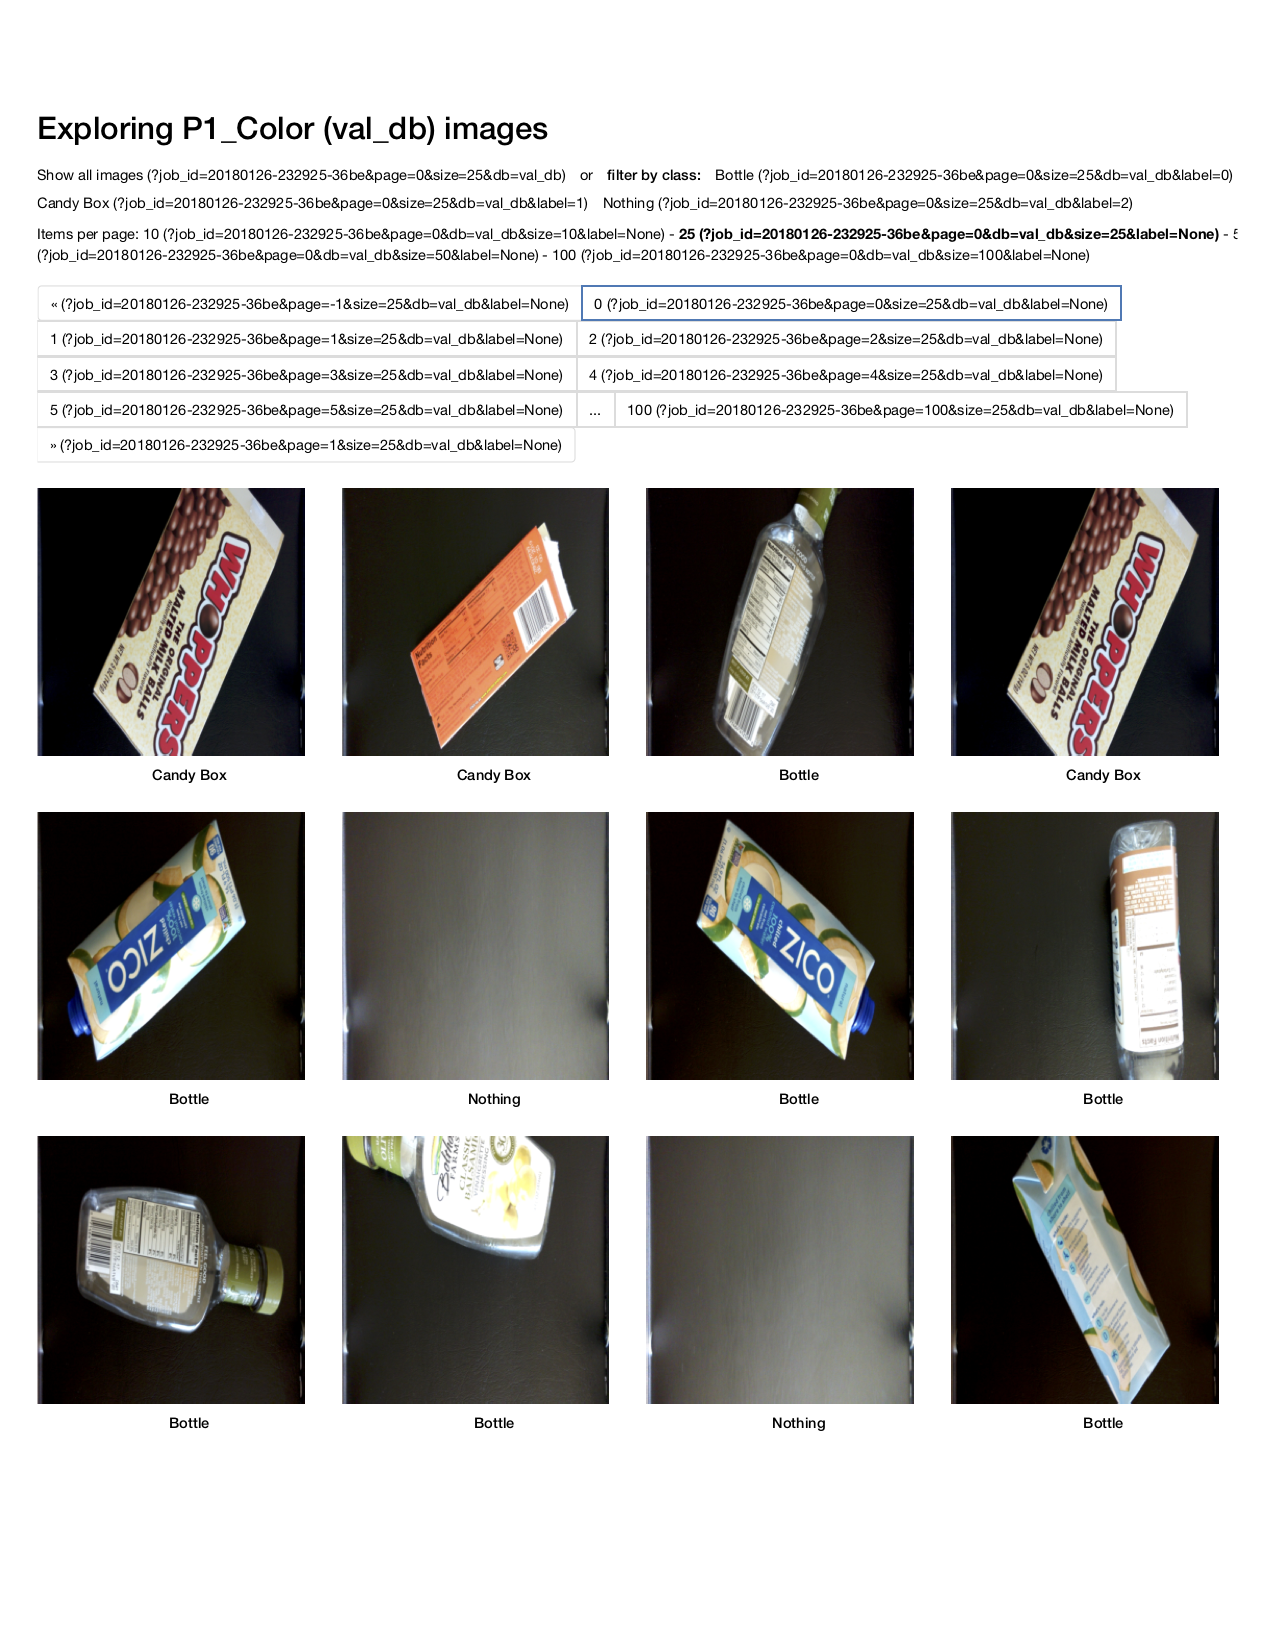 Exploring P1_Color (val_db) images
Show all images (?job_id=20180126-232925-36be&page=0&size=25&db=val_db) or filter by class: Bottle (?job_id=20180126-232925-36be&page=0&size=25&db=val_db&label=0)
Candy Box (?job_id=20180126-232925-36be&page=0&size=25&db=val_db&label=1) Nothing (?job_id=20180126-232925-36be&page=0&size=25&db=val_db&label=2)
Items per page: 10 (?job_id=20180126-232925-36be&page=0&db=val_db&size=10&label=None) - 25 (?job_id=20180126-232925-36be&page=0&db=val_db&size=25&label=None) -
(?job_id=20180126-232925-36be&page=0&db=val_db&size=50&label=None) - 100 (?job_id=20180126-232925-36be&page=0&db=val_db&size=100&label=None)
« (?job_id=20180126-232925-36be&page=-1&size=25&db=val_db&label=None) 0 (?job_id=20180126-232925-36be&page=0&size=25&db=val_db&label=None)
1 (?job_id=20180126-232925-36be&page=1&size=25&db=val_db&label=None) 2 (?job_id=20180126-232925-36be&page=2&size=25&db=val_db&label=None)
3 (?job_id=20180126-232925-36be&page=3&size=25&db=val_db&label=None) 4 (?job_id=20180126-232925-36be&page=4&size=25&db=val_db&label=None)
5 (?job_id=20180126-232925-36be&page=5&size=25&db=val_db&label=None) ... 100 (?job_id=20180126-232925-36be&page=100&size=25&db=val_db&label=None)
» (?job_id=20180126-232925-36be&page=1&size=25&db=val_db&label=None)
WHOPPERS
THE ORIGINAL
MALTED MILK BALLS
Nutrition
Facts
WHOPPERS
THE ORIGINAL
MALTED MILK BALLS
Candy Box Candy Box Bottle Candy Box
ZICO
chilled
100%
ZICO
chilled
100%
Nutrition Facts
Bottle Nothing Bottle Bottle
FEEL GOOD
FARMS
CLASSIC
BALSAMIC
VINAIGRETTE
DRESSING
Bottle Bottle Nothing Bottle